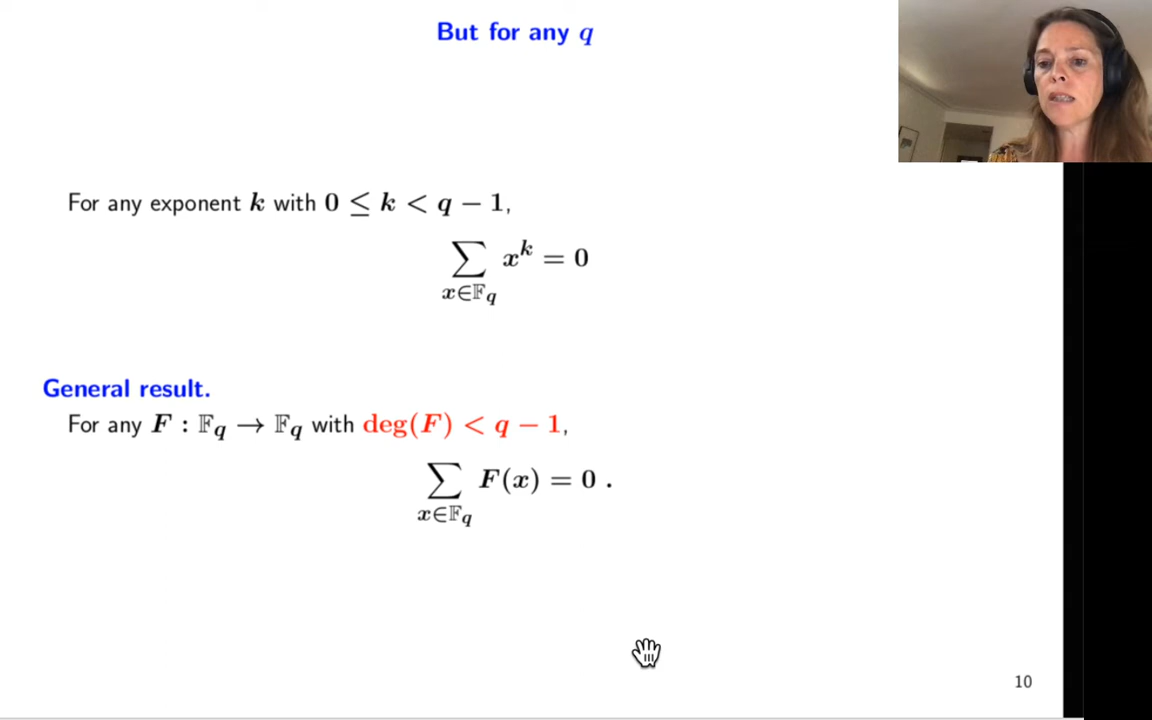 But for any q
For any exponent k with 0 ≤ k < q − 1,
∑ x^k = 0
x∈𝔽_q
General result.
For any F : 𝔽_q → 𝔽_q with deg(F) < q − 1,
∑ F(x) = 0 .
x∈𝔽_q
10